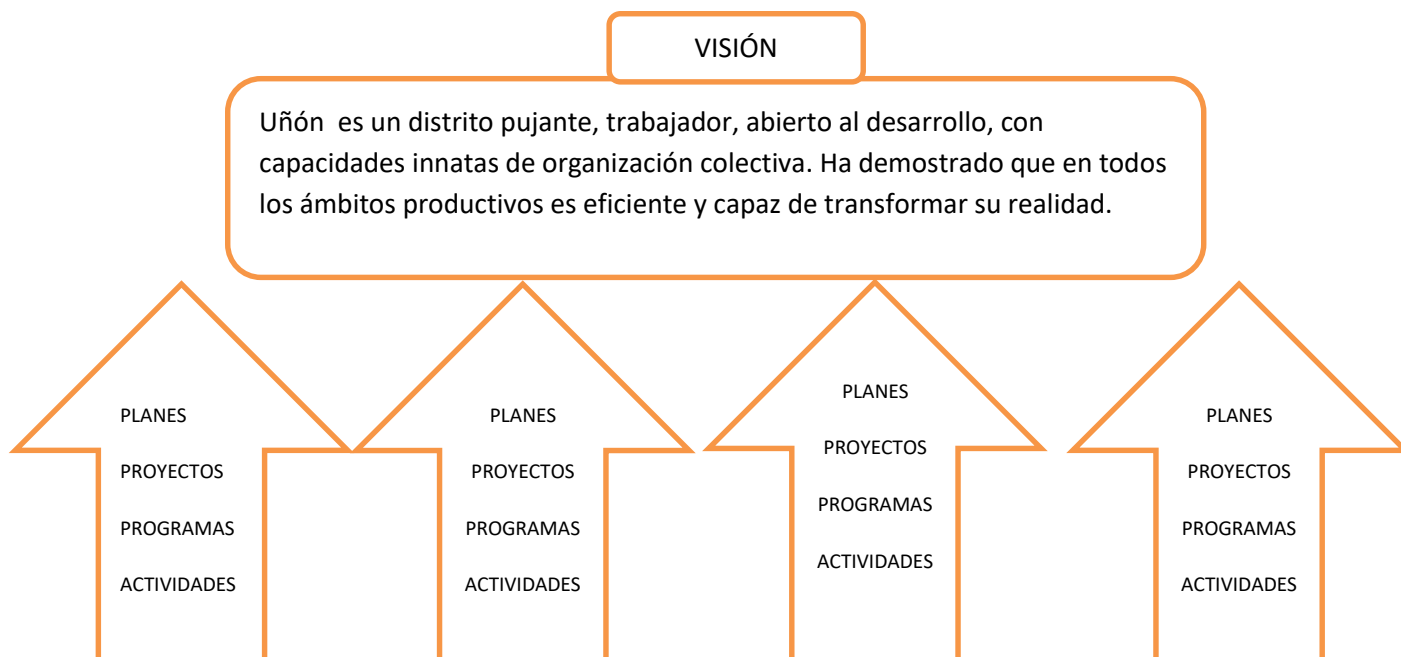 VISIÓN
Uñón  es un distrito pujante, trabajador, abierto al desarrollo, con
capacidades innatas de organización colectiva. Ha demostrado que en todos
los ámbitos productivos es eficiente y capaz de transformar su realidad.
PLANES
PROYECTOS
PROGRAMAS
ACTIVIDADES
PLANES
PROYECTOS
PROGRAMAS
ACTIVIDADES
PLANES
PROYECTOS
PROGRAMAS
ACTIVIDADES
PLANES
PROYECTOS
PROGRAMAS
ACTIVIDADES